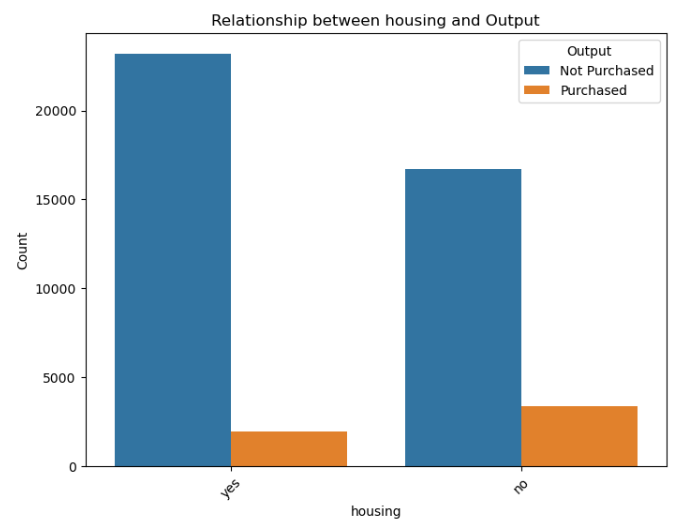 Relationship between housing and Output
Output
Not Purchased
Purchased
Count
20000
15000
10000
5000
0
yes
no
housing